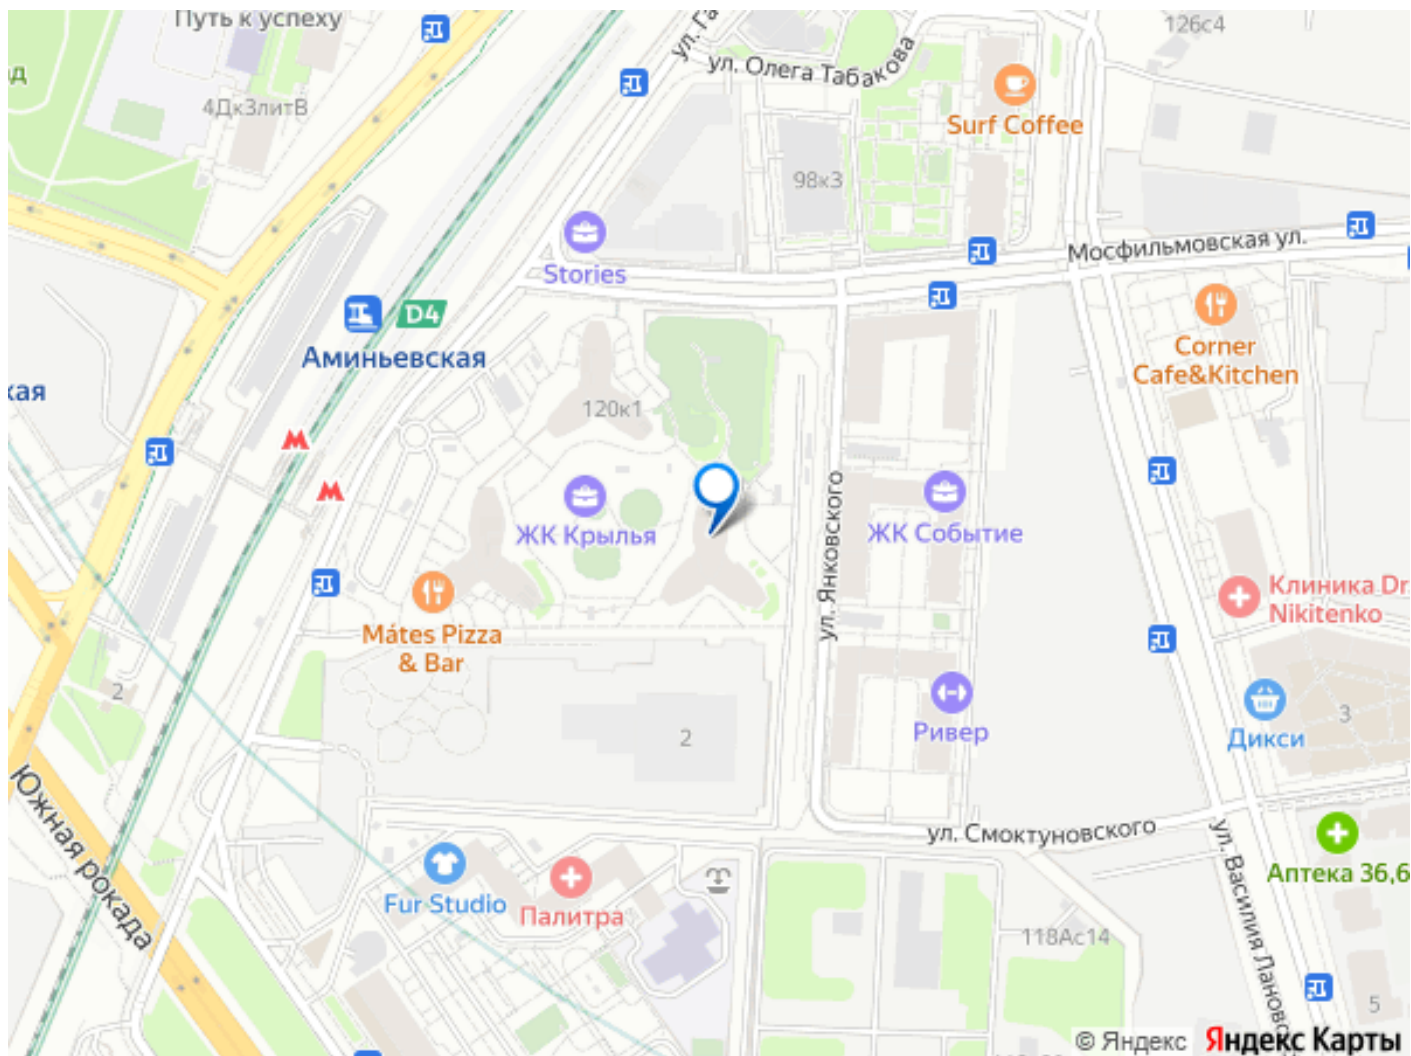 Путь к успеху
126с4
ул. Га
ул. Олега Табакова
ад
4Дк3литВ
Surf Coffee
98к3
Stories
Мосфильмовская ул.
D4
Аминьевская
Corner
Cafe&Kitchen
кая
120к1
ЖК Крылья
ул. Янковского
ЖК Событие
Клиника Dr.
Nikitenko
Mátes Pizza
& Bar
2
Ривер
3
2
Дикси
Южная рокада
ул. Смоктуновского
ул. Василия Лановс
Аптека 36,6
Fur Studio
Палитра
118Ас14
5
© Яндекс Яндекс Карты